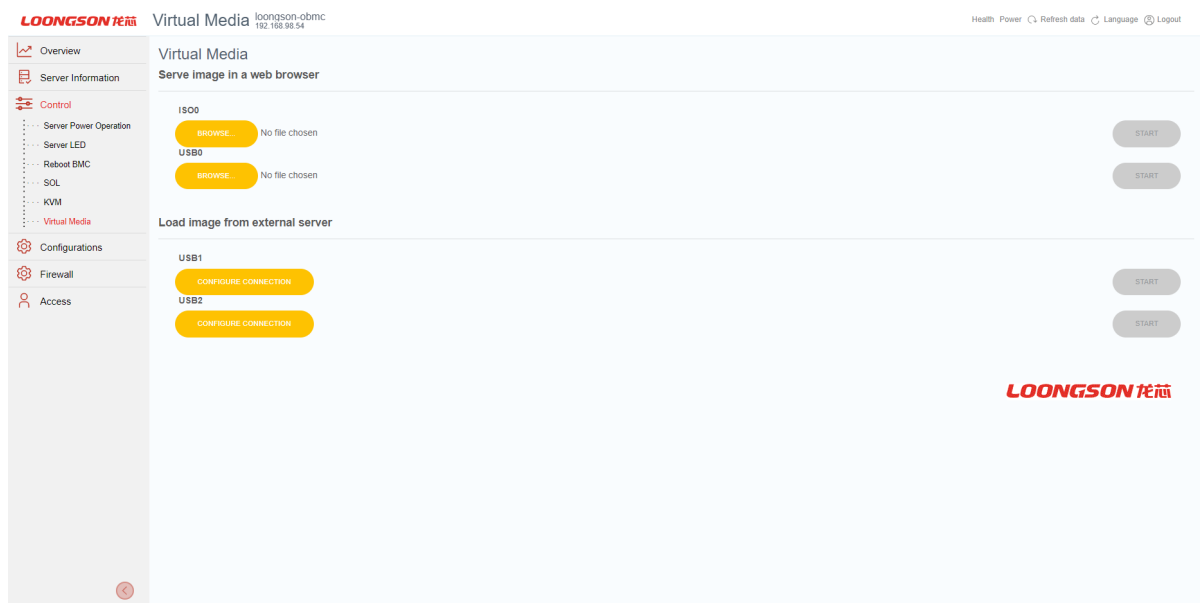 LOONGSON 龙芯 Virtual Media loongson-obmc
192.168.98.54
Health Power Refresh data Language Logout
Overview
Server Information
Control
Server Power Operation
Server LED
Reboot BMC
SOL
KVM
Virtual Media
Configurations
Firewall
Access
Virtual Media
Serve image in a web browser
ISO0
BROWSE... No file chosen START
USB0
BROWSE... No file chosen START
Load image from external server
USB1
CONFIGURE CONNECTION START
USB2
CONFIGURE CONNECTION START
LOONGSON 龙芯